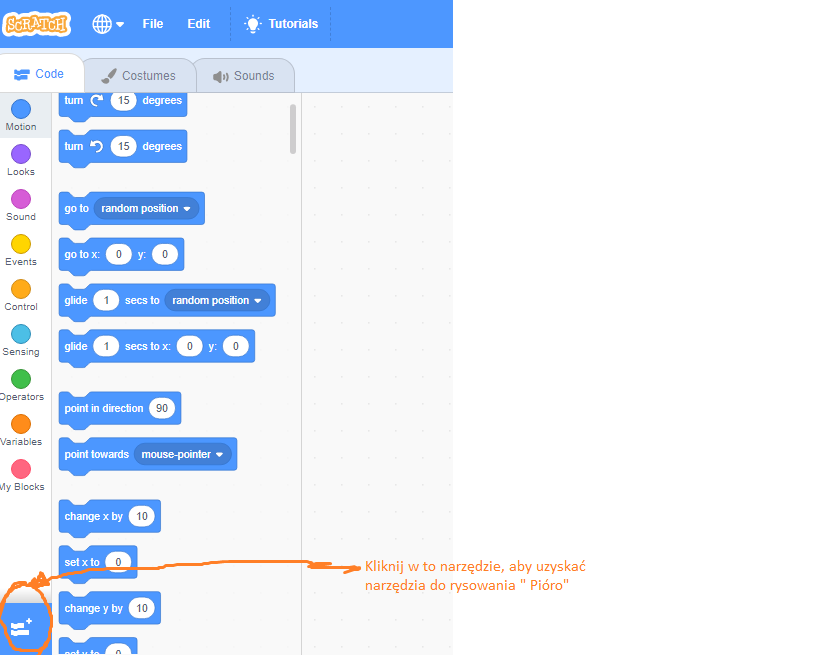 SCRATCH File Edit Tutorials
Code Costumes Sounds
Motion
Looks
Sound
Events
Control
Sensing
Operators
Variables
My Blocks
turn 15 degrees
turn 15 degrees
go to random position
go to x: 0 y: 0
glide 1 secs to random position
glide 1 secs to x: 0 y: 0
point in direction 90
point towards mouse-pointer
change x by 10
set x to 0
change y by 10
set y to 0
Kliknij w to narzędzie, aby uzyskać
narzędzia do rysowania " Pióro"